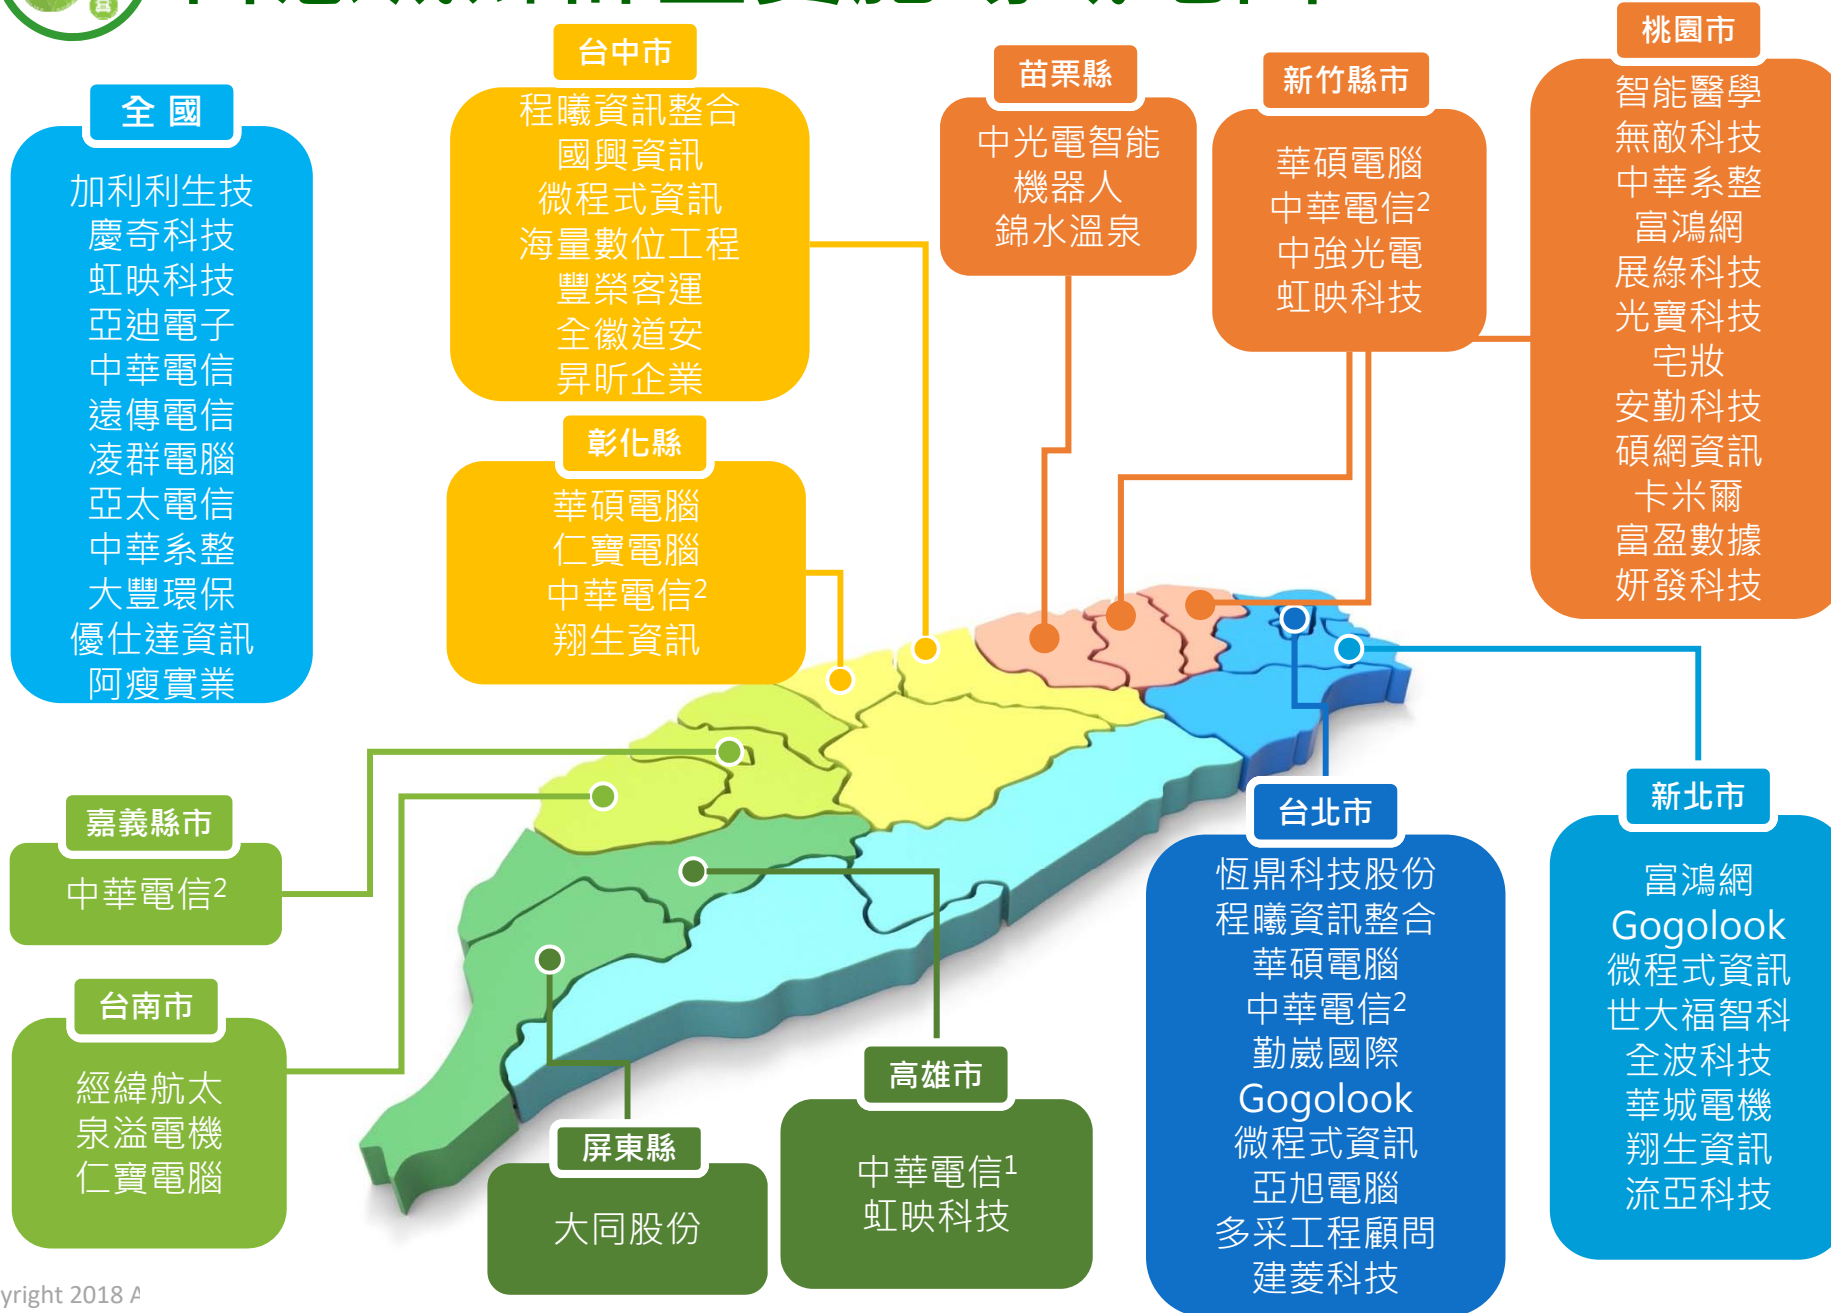 全 國
加利利生技
慶奇科技
虹映科技
亞迪電子
中華電信
遠傳電信
凌群電腦
亞太電信
中華系整
大豐環保
優仕達資訊
阿瘦實業
台中市
程曦資訊整合
國興資訊
微程式資訊
海量數位工程
豐榮客運
全徽道安
昇昕企業
彰化縣
華碩電腦
仁寶電腦
中華電信2
翔生資訊
苗栗縣
中光電智能
機器人
錦水溫泉
新竹縣市
華碩電腦
中華電信2
中強光電
虹映科技
桃園市
智能醫學
無敵科技
中華系整
富鴻網
展綠科技
光寶科技
宅妝
安勤科技
碩網資訊
卡米爾
富盈數據
妍發科技
嘉義縣市
中華電信2
台南市
經緯航太
泉溢電機
仁寶電腦
屏東縣
大同股份
高雄市
中華電信1
虹映科技
台北市
恆鼎科技股份
程曦資訊整合
華碩電腦
中華電信2
勤崴國際
Gogolook
微程式資訊
亞旭電腦
多采工程顧問
建菱科技
新北市
富鴻網
Gogolook
微程式資訊
世大福智科
全波科技
華城電機
翔生資訊
流亞科技
yright 2018 A